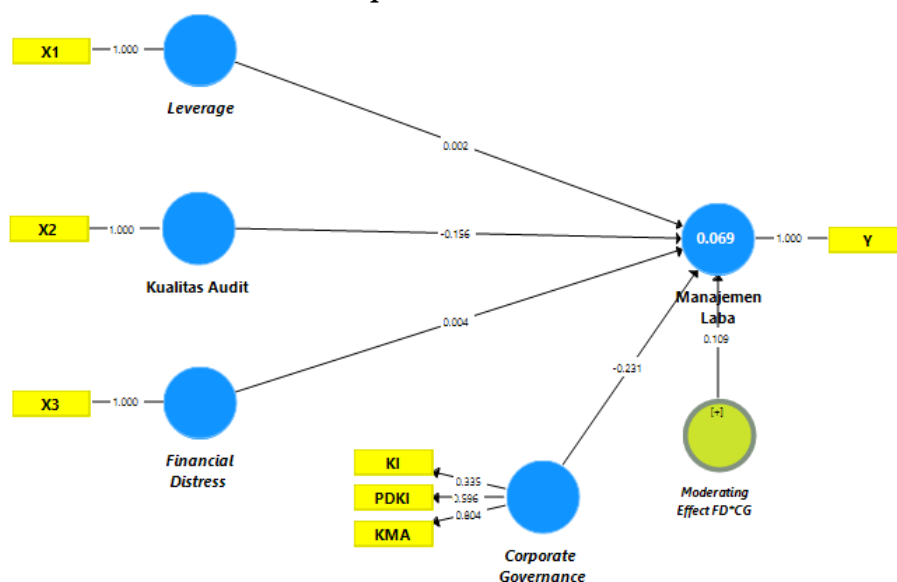 X1
1.000
Leverage
0.002
X2
1.000
Kualitas Audit
-0.156
0.069
1.000
Y
Manajemen
Laba
0.004
0.109
-0.231
X3
1.000
Financial
Distress
[+]
Moderating
Effect FD*CG
KI
0.335
PDKI
0.596
KMA
0.804
Corporate
Governance